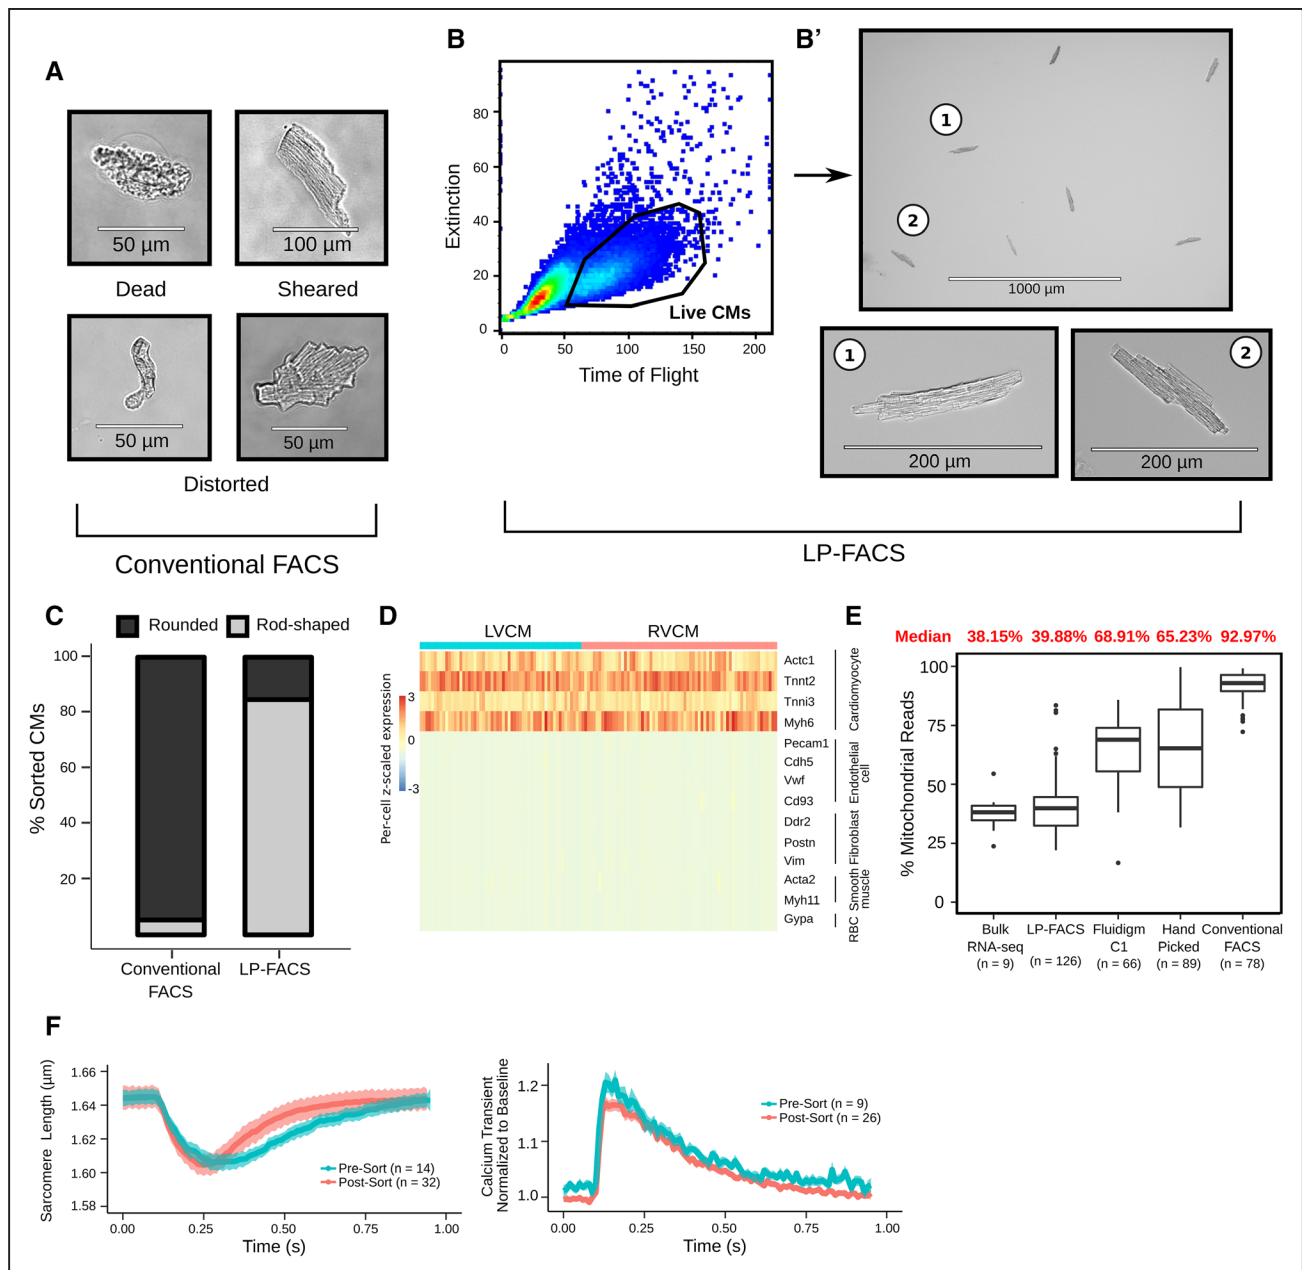 A
50 µm
Dead
100 µm
Sheared
50 µm
50 µm
Distorted
Conventional FACS
B
Extinction
80
60
40
20
0
Live CMs
0 50 100 150 200
Time of Flight
B’
1
2
1000 µm
1
200 µm
2
200 µm
LP-FACS
C
Rounded Rod-shaped
% Sorted CMs
100
80
60
40
20
Conventional
FACS
LP-FACS
D
LVCM RVCM
Per-cell z-scaled expression
3
0
-3
Actc1
Tnnt2
Tnni3
Myh6
Pecam1
Cdh5
Vwf
Cd93
Ddr2
Postn
Vim
Acta2
Myh11
Gypa
Cardiomyocyte
Endothelial
cell
Fibroblast
Smooth
muscle
RBC
E
Median 38.15% 39.88% 68.91% 65.23% 92.97%
% Mitochondrial Reads
100
75
50
25
0
Bulk
RNA-seq
(n = 9)
LP-FACS
(n = 126)
Fluidigm
C1
(n = 66)
Hand
Picked
(n = 89)
Conventional
FACS
(n = 78)
F
Sarcomere Length (µm)
1.66
1.64
1.62
1.60
1.58
Pre-Sort (n = 14)
Post-Sort (n = 32)
0.00 0.25 0.50 0.75 1.00
Time (s)
Calcium Transient
Normalized to Baseline
1.2
1.1
1.0
Pre-Sort (n = 9)
Post-Sort (n = 26)
0.00 0.25 0.50 0.75 1.00
Time (s)